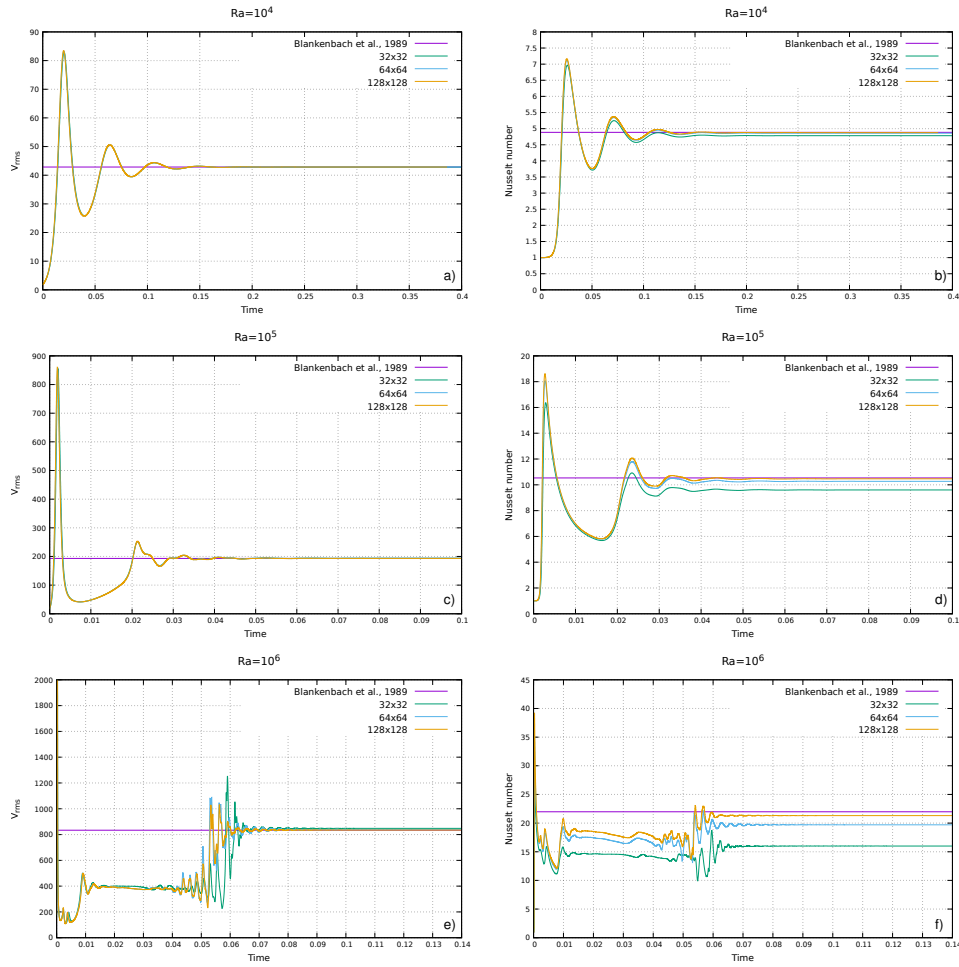 Ra=10⁴
90
80
70
60
50
40
30
20
10
0
V_rms
Blankenbach et al., 1989
32x32
64x64
128x128
a)
0 0.05 0.1 0.15 0.2 0.25 0.3 0.35 0.4
Time
Ra=10⁴
8
7.5
7
6.5
6
5.5
5
4.5
4
3.5
3
2.5
2
1.5
1
0.5
0
Nusselt number
Blankenbach et al., 1989
32x32
64x64
128x128
b)
0 0.05 0.1 0.15 0.2 0.25 0.3 0.35 0.4
Time
Ra=10⁵
900
800
700
600
500
400
300
200
100
0
V_rms
Blankenbach et al., 1989
32x32
64x64
128x128
c)
0 0.01 0.02 0.03 0.04 0.05 0.06 0.07 0.08 0.09 0.1
Time
Ra=10⁵
20
18
16
14
12
10
8
6
4
2
0
Nusselt number
Blankenbach et al., 1989
32x32
64x64
128x128
d)
0 0.01 0.02 0.03 0.04 0.05 0.06 0.07 0.08 0.09 0.1
Time
Ra=10⁶
2000
1800
1600
1400
1200
1000
800
600
400
200
0
V_rms
Blankenbach et al., 1989
32x32
64x64
128x128
e)
0 0.01 0.02 0.03 0.04 0.05 0.06 0.07 0.08 0.09 0.1 0.11 0.12 0.13 0.14
Time
Ra=10⁶
45
40
35
30
25
20
15
10
5
0
Nusselt number
Blankenbach et al., 1989
32x32
64x64
128x128
f)
0 0.01 0.02 0.03 0.04 0.05 0.06 0.07 0.08 0.09 0.1 0.11 0.12 0.13 0.14
Time